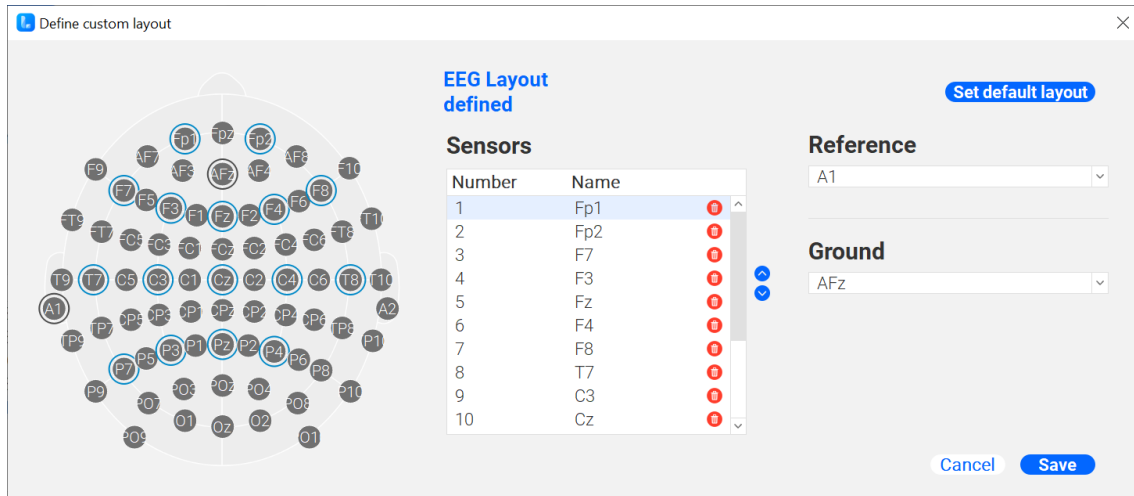 Define custom layout
EEG Layout
defined
Set default layout
Sensors
Number Name
1 Fp1
2 Fp2
3 F7
4 F3
5 Fz
6 F4
7 F8
8 T7
9 C3
10 Cz
Reference
A1
Ground
AFz
Cancel Save
Fp1 Fpz Fp2
AF7 AF3 AFz AF4 AF8
F9 F7 F5 F3 F1 Fz F2 F4 F6 F8 F10
FT9 FT7 FC5 FC3 FC1 FCz FC2 FC4 FC6 FT8 T10
T9 T7 C5 C3 C1 Cz C2 C4 C6 T8 T10
A1 A2
TP9 TP7 CP5 CP3 CP1 CPz CP2 CP4 CP6 TP8 P10
P9 P7 P5 P3 P1 Pz P2 P4 P6 P8 P10
PO9 PO7 PO3 POz PO4 PO8
O1 Oz O2 O1